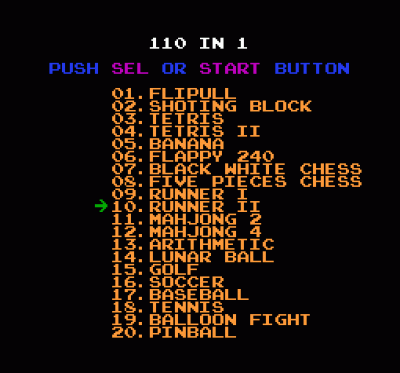 110 IN 1
PUSH SEL OR START BUTTON
01.FLIPULL
02.SHOTING BLOCK
03.TETRIS
04.TETRIS II
05.BANANA
06.FLAPPY 240
07.BLACK WHITE CHESS
08.FIVE PIECES CHESS
09.RUNNER I
→10.RUNNER II
11.MAHJONG 2
12.MAHJONG 4
13.ARITHMETIC
14.LUNAR BALL
15.GOLF
16.SOCCER
17.BASEBALL
18.TENNIS
19.BALLOON FIGHT
20.PINBALL